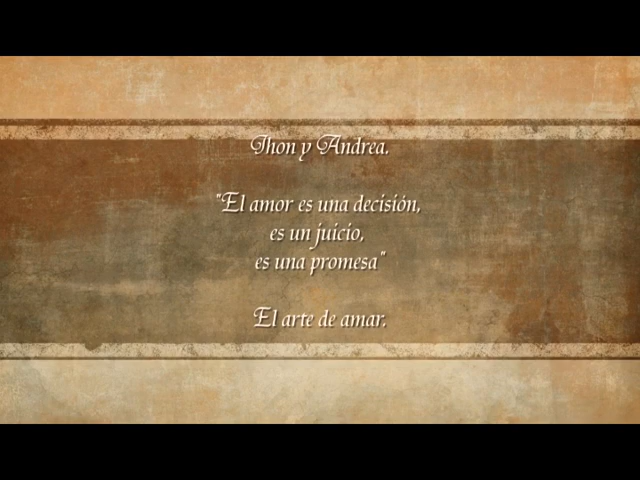 Jhon y Andrea.
"El amor es una decisión,
es un juicio,
es una promesa"
El arte de amar.